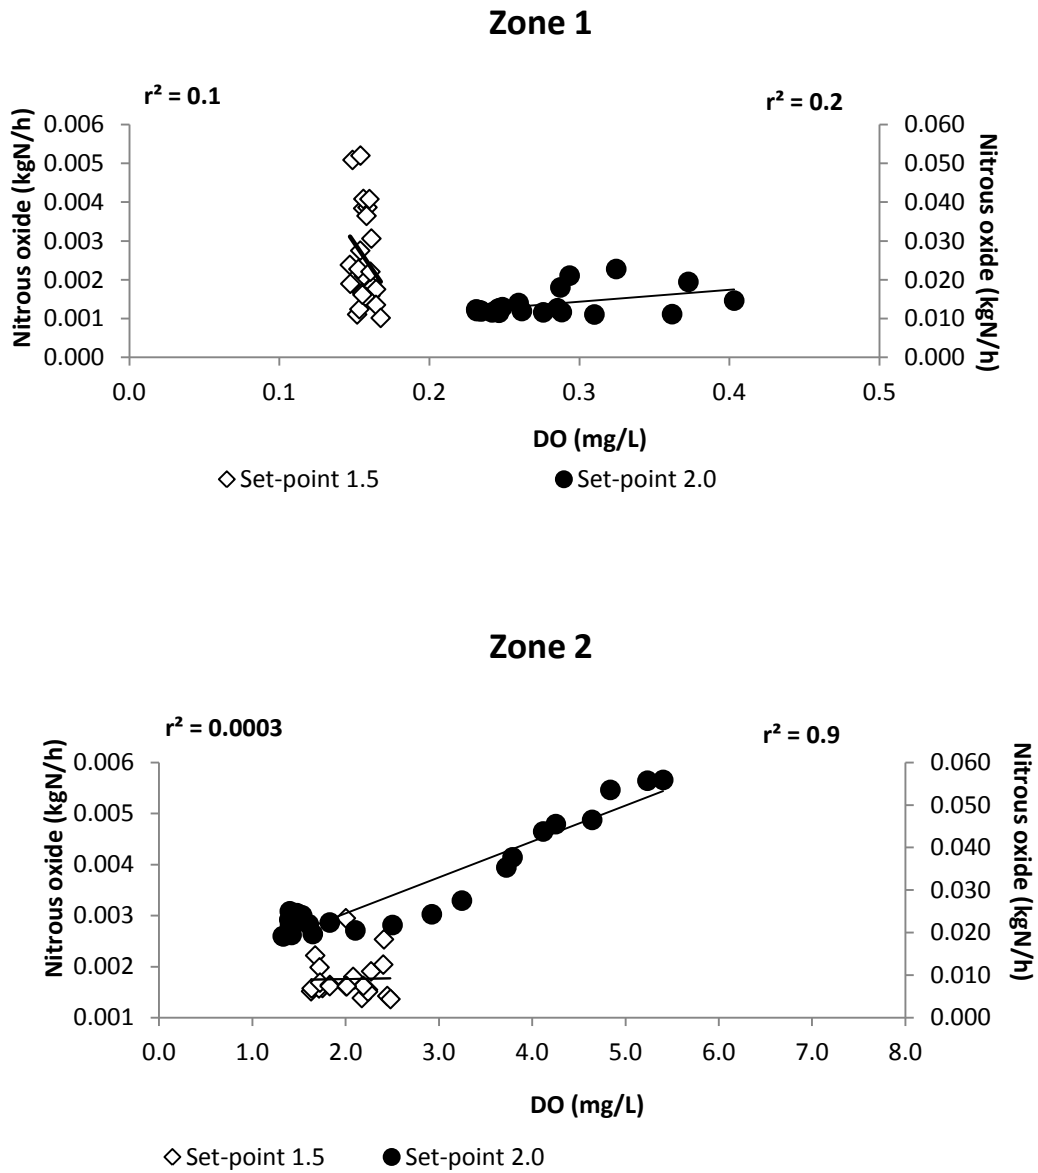 Zone 1
r² = 0.1
r² = 0.2
Nitrous oxide (kgN/h)
0.006
0.005
0.004
0.003
0.002
0.001
0.000
0.060
0.050
0.040
0.030
0.020
0.010
0.000
Nitrous oxide (kgN/h)
0.0 0.1 0.2 0.3 0.4 0.5
DO (mg/L)
Set-point 1.5 Set-point 2.0
Zone 2
r² = 0.0003
r² = 0.9
Nitrous oxide (kgN/h)
0.006
0.005
0.004
0.003
0.002
0.001
0.060
0.050
0.040
0.030
0.020
0.010
0.000
Nitrous oxide (kgN/h)
0.0 1.0 2.0 3.0 4.0 5.0 6.0 7.0 8.0
DO (mg/L)
Set-point 1.5 Set-point 2.0